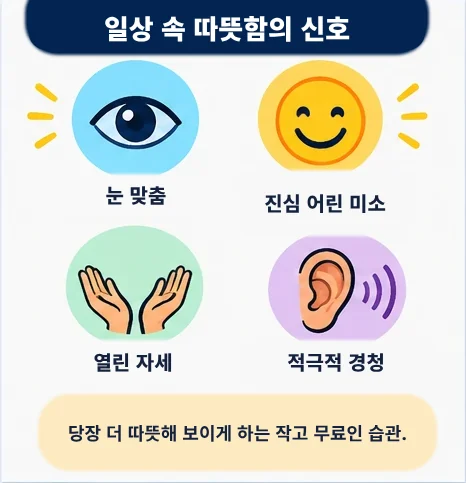 일상 속 따뜻함의 신호
눈 맞춤
진심 어린 미소
열린 자세
적극적 경청
당장 더 따뜻해 보이게 하는 작고 무료인 습관.